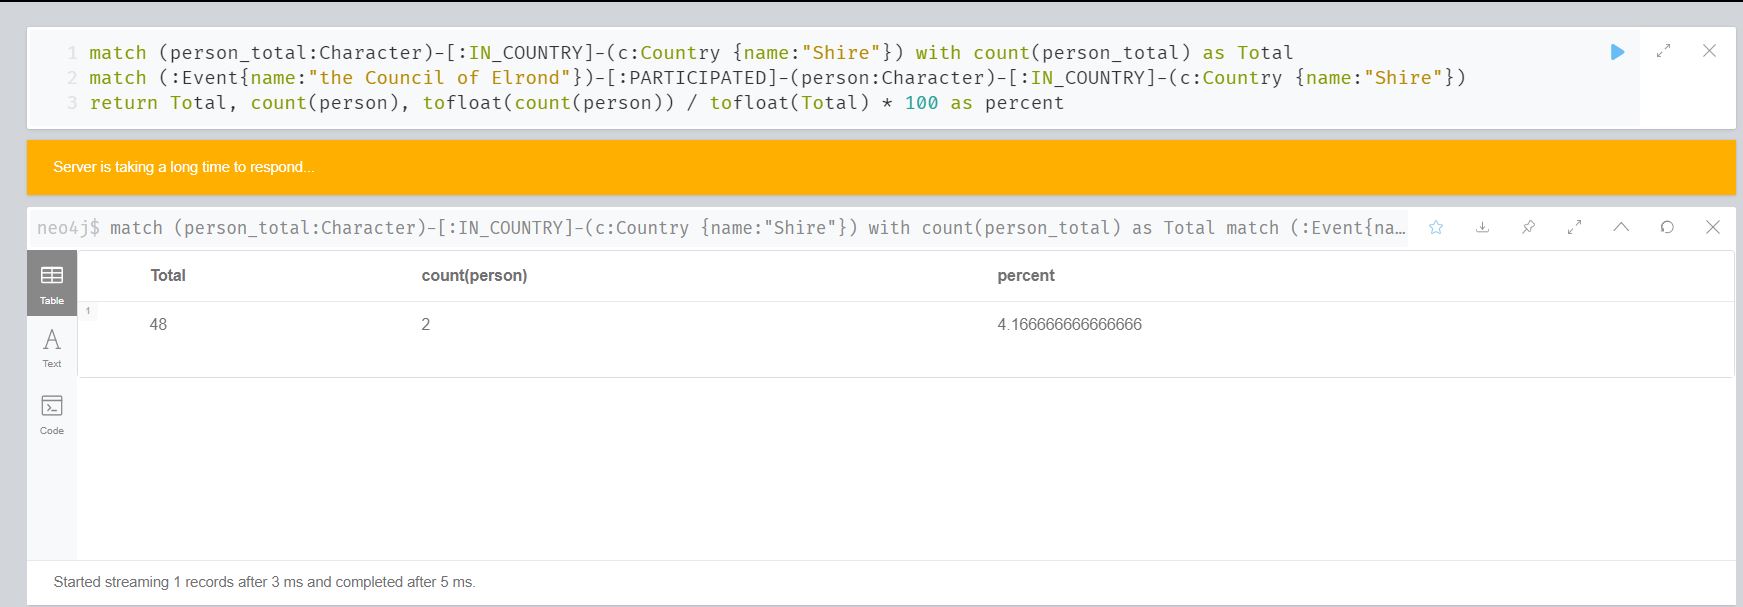 1 match (person_total:Character)-[:IN_COUNTRY]-(c:Country {name:"Shire"}) with count(person_total) as Total
2 match (:Event{name:"the Council of Elrond"})-[:PARTICIPATED]-(person:Character)-[:IN_COUNTRY]-(c:Country {name:"Shire"})
3 return Total, count(person), tofloat(count(person)) / tofloat(Total) * 100 as percent
Server is taking a long time to respond...
neo4j$ match (person_total:Character)-[:IN_COUNTRY]-(c:Country {name:"Shire"}) with count(person_total) as Total match (:Event{na…
Table
Total count(person) percent
1
48 2 4.166666666666666
A
Text
Code
Started streaming 1 records after 3 ms and completed after 5 ms.